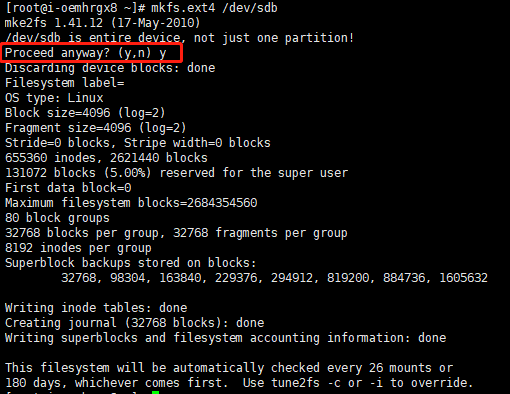 [root@i-oemhrgx8 ~]# mkfs.ext4 /dev/sdb
mke2fs 1.41.12 (17-May-2010)
/dev/sdb is entire device, not just one partition!
Proceed anyway? (y,n) y
Discarding device blocks: done
Filesystem label=
OS type: Linux
Block size=4096 (log=2)
Fragment size=4096 (log=2)
Stride=0 blocks, Stripe width=0 blocks
655360 inodes, 2621440 blocks
131072 blocks (5.00%) reserved for the super user
First data block=0
Maximum filesystem blocks=2684354560
80 block groups
32768 blocks per group, 32768 fragments per group
8192 inodes per group
Superblock backups stored on blocks:
32768, 98304, 163840, 229376, 294912, 819200, 884736, 1605632
Writing inode tables: done
Creating journal (32768 blocks): done
Writing superblocks and filesystem accounting information: done
This filesystem will be automatically checked every 26 mounts or
180 days, whichever comes first.  Use tune2fs -c or -i to override.